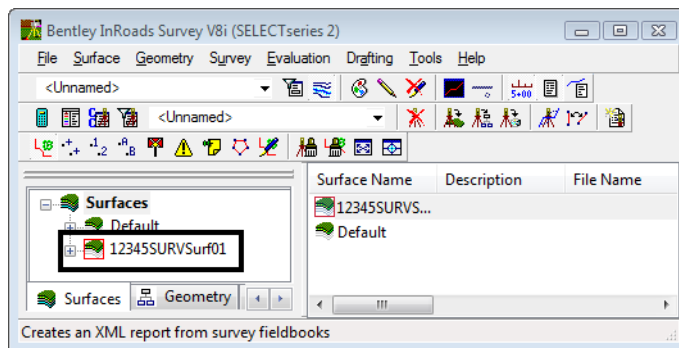 Bentley InRoads Survey V8i (SELECTseries 2)
File Surface Geometry Survey Evaluation Drafting Tools Help
<Unnamed>
5+00
<Unnamed>
Surfaces
Default
12345SURVSurf01
Surfaces Geometry
Surface Name Description File Name
12345SURVS...
Default
Creates an XML report from survey fieldbooks